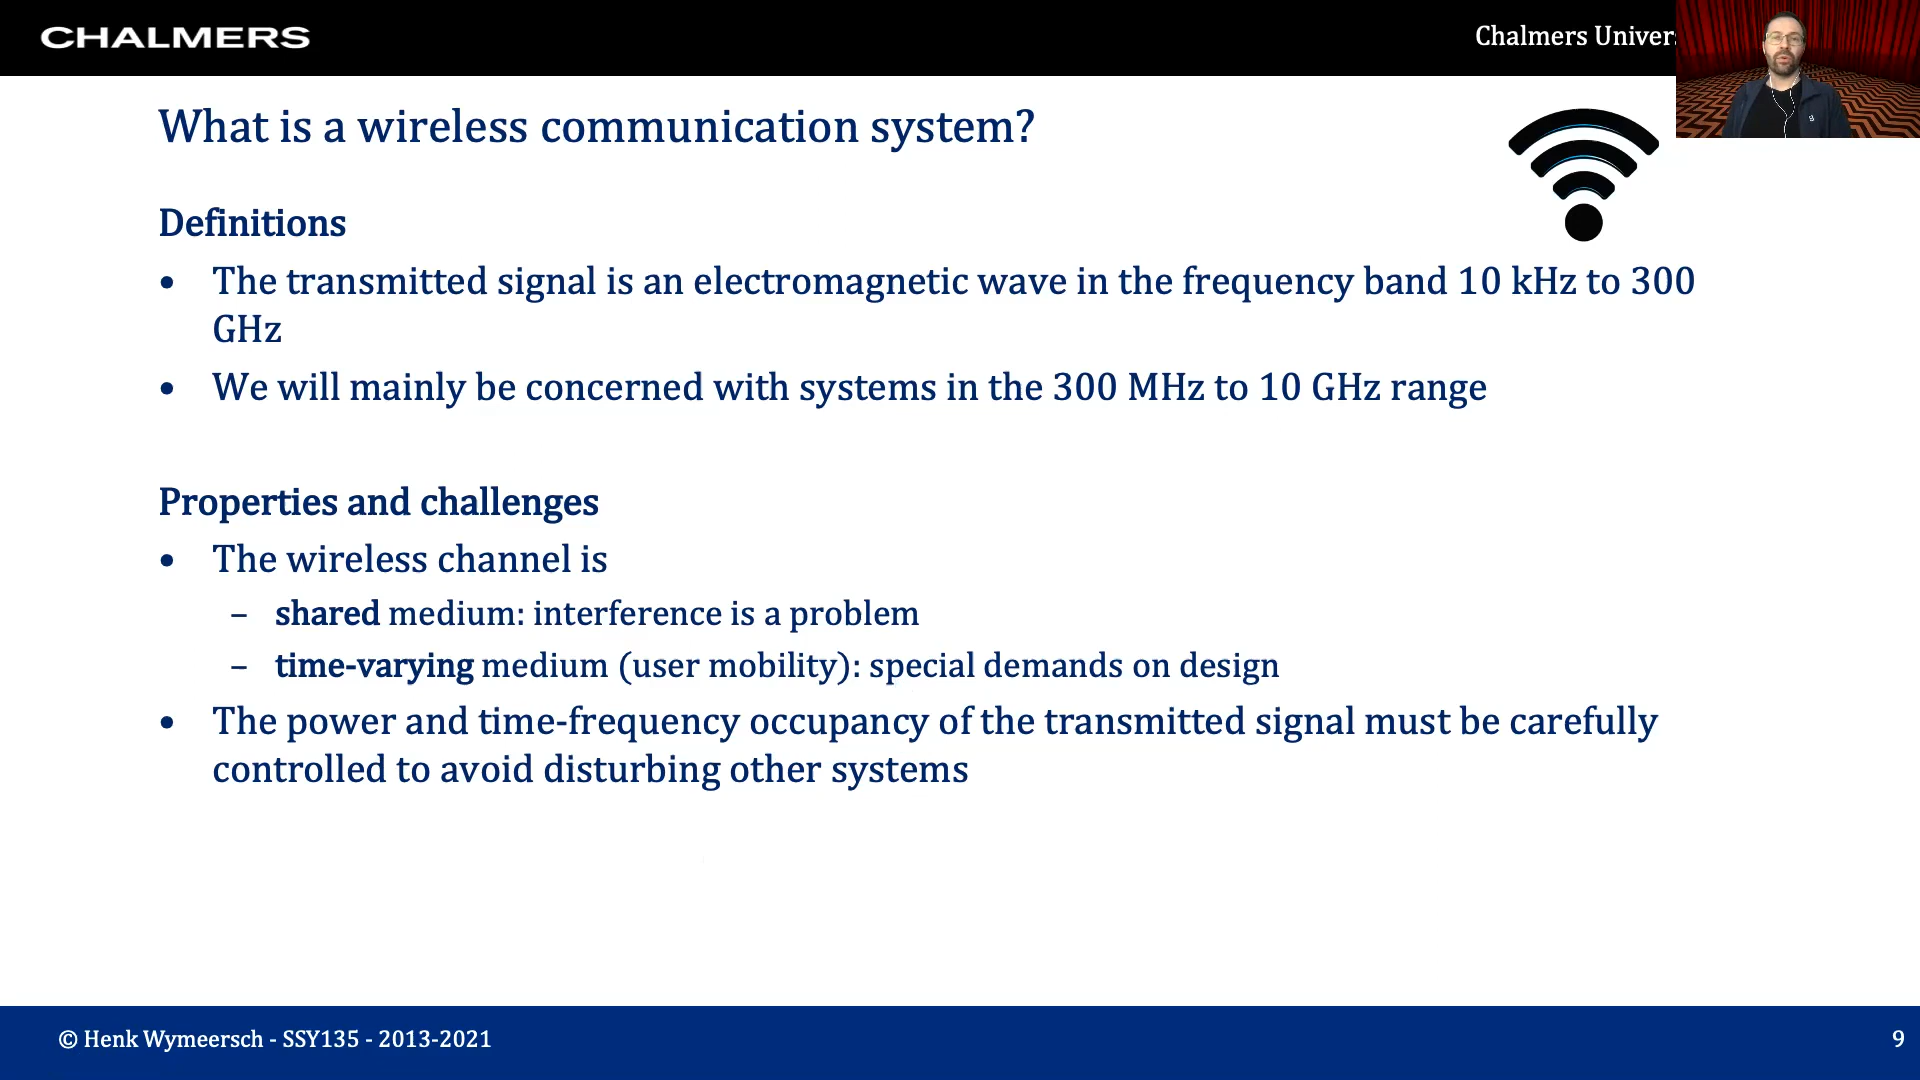 CHALMERS
Chalmers
What is a wireless communication system?
Definitions
• The transmitted signal is an electromagnetic wave in the frequency band 10 kHz to 300
GHz
• We will mainly be concerned with systems in the 300 MHz to 10 GHz range
Properties and challenges
• The wireless channel is
– shared medium: interference is a problem
– time-varying medium (user mobility): special demands on design
• The power and time-frequency occupancy of the transmitted signal must be carefully
controlled to avoid disturbing other systems
© Henk Wymeersch - SSY135 - 2013-2021
9